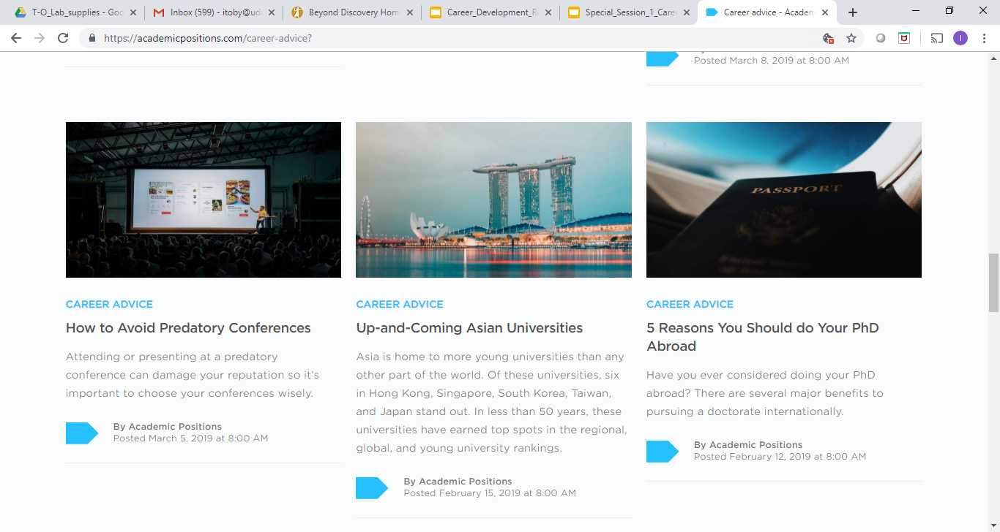 T-O_Lab_supplies - Goo
Inbox (599) - itoby@uda
Beyond Discovery Hom
Career_Development_R
Special_Session_1_Caree
Career advice - Academ
https://academicpositions.com/career-advice?
I
Posted March 8, 2019 at 8:00 AM
PASSPORT
CAREER ADVICE
How to Avoid Predatory Conferences
Attending or presenting at a predatory
conference can damage your reputation so it's
important to choose your conferences wisely.
By Academic Positions
Posted March 5, 2019 at 8:00 AM
CAREER ADVICE
Up-and-Coming Asian Universities
Asia is home to more young universities than any
other part of the world. Of these universities, six
in Hong Kong, Singapore, South Korea, Taiwan,
and Japan stand out. In less than 50 years, these
universities have earned top spots in the regional,
global, and young university rankings.
By Academic Positions
Posted February 15, 2019 at 8:00 AM
CAREER ADVICE
5 Reasons You Should do Your PhD
Abroad
Have you ever considered doing your PhD
abroad? There are several major benefits to
pursuing a doctorate internationally.
By Academic Positions
Posted February 12, 2019 at 8:00 AM